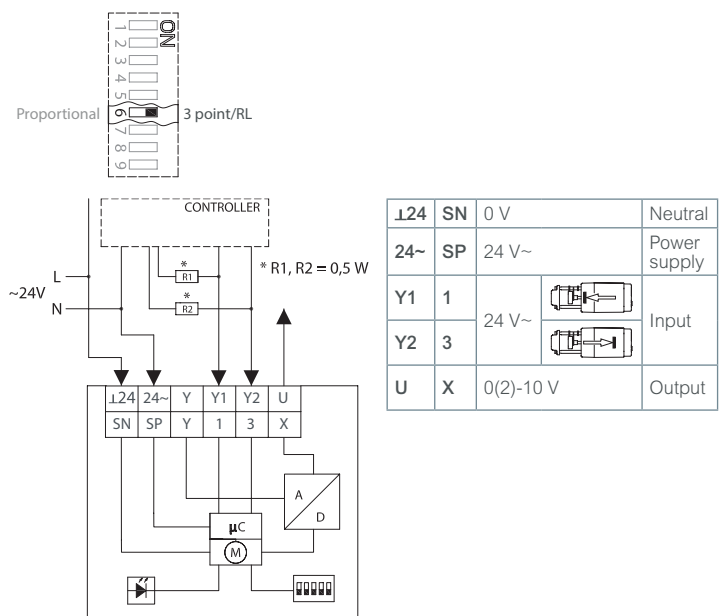 ON
1
2
3
4
5
Proportional 6 3 point/RL
7
8
9
CONTROLLER
* R1, R2 = 0,5 W
*
R1
*
R2
L
~24V
N
⊥24 24~ Y Y1 Y2 U
SN SP Y 1 3 X
A
D
µC
M
⊥24 SN 0 V Neutral
24~ SP 24 V~ Power
supply
Y1 1
24 V~ Input
Y2 3
U X 0(2)-10 V Output